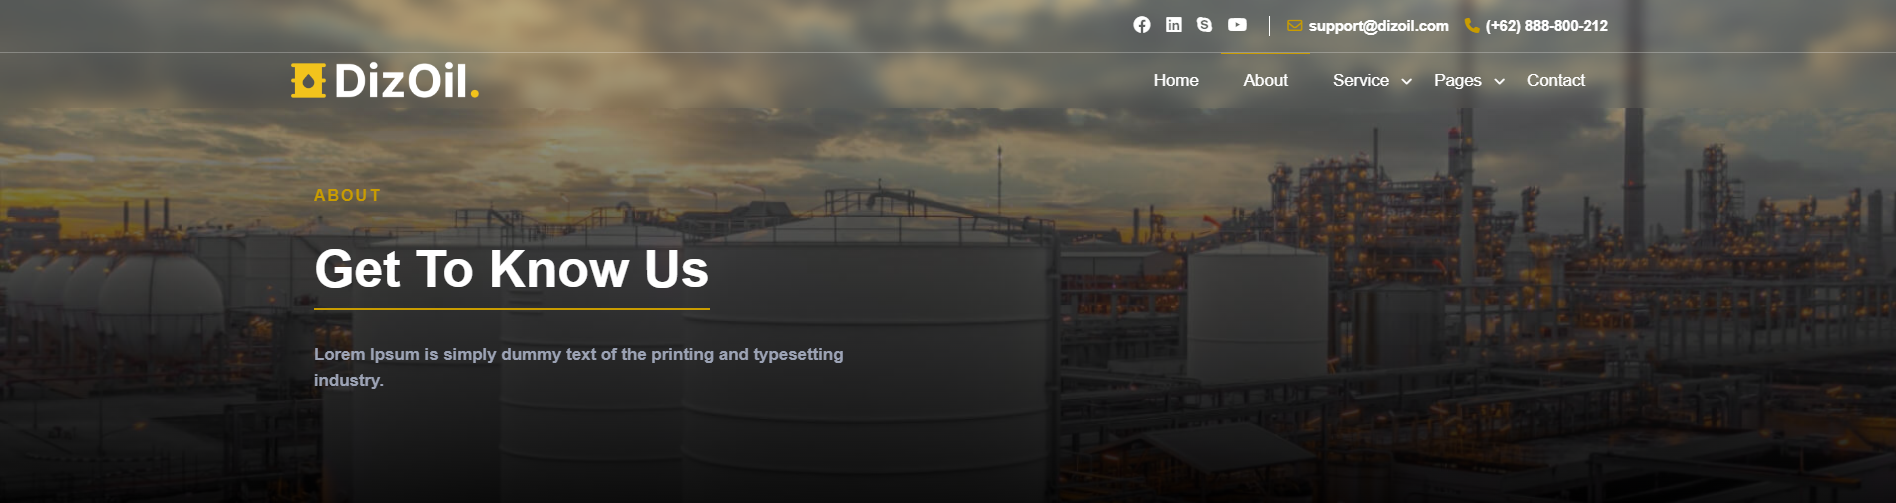 support@dizoil.com (+62) 888-800-212
DizOil.
Home About Service Pages Contact
ABOUT
Get To Know Us
Lorem Ipsum is simply dummy text of the printing and typesetting
industry.